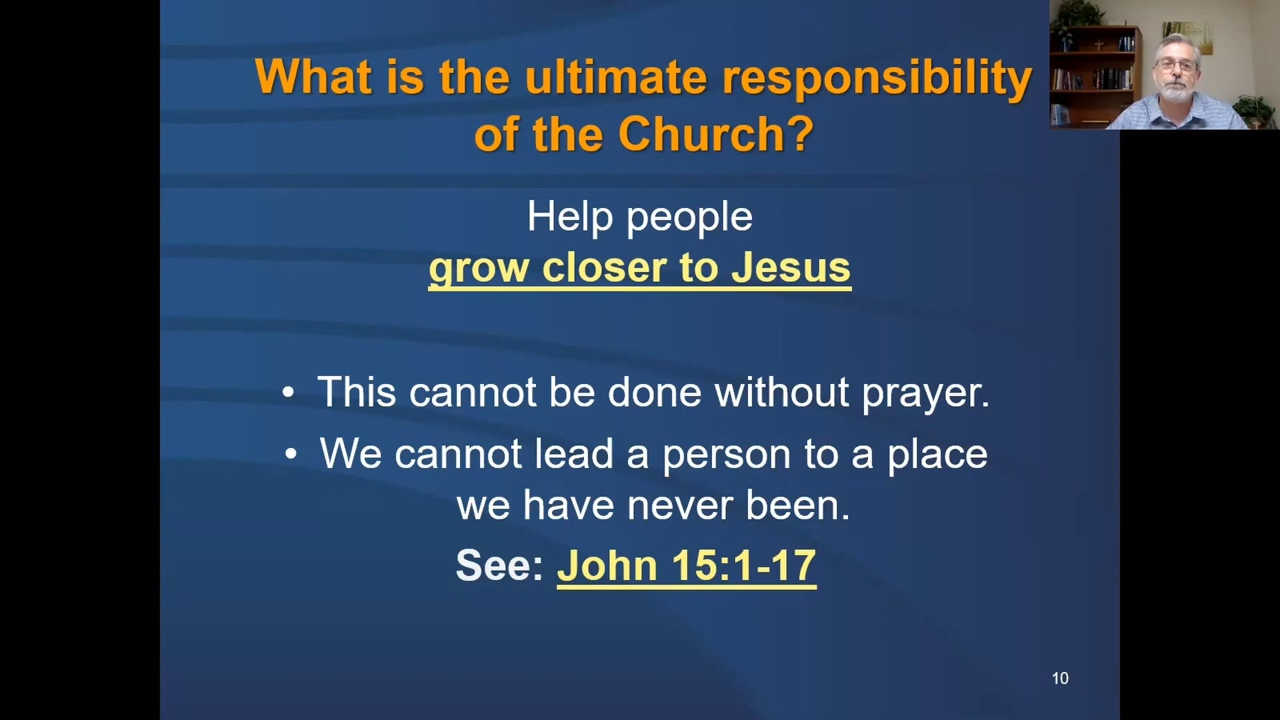 What is the ultimate responsibility
of the Church?
Help people
grow closer to Jesus
• This cannot be done without prayer.
• We cannot lead a person to a place
we have never been.
See: John 15:1-17
10